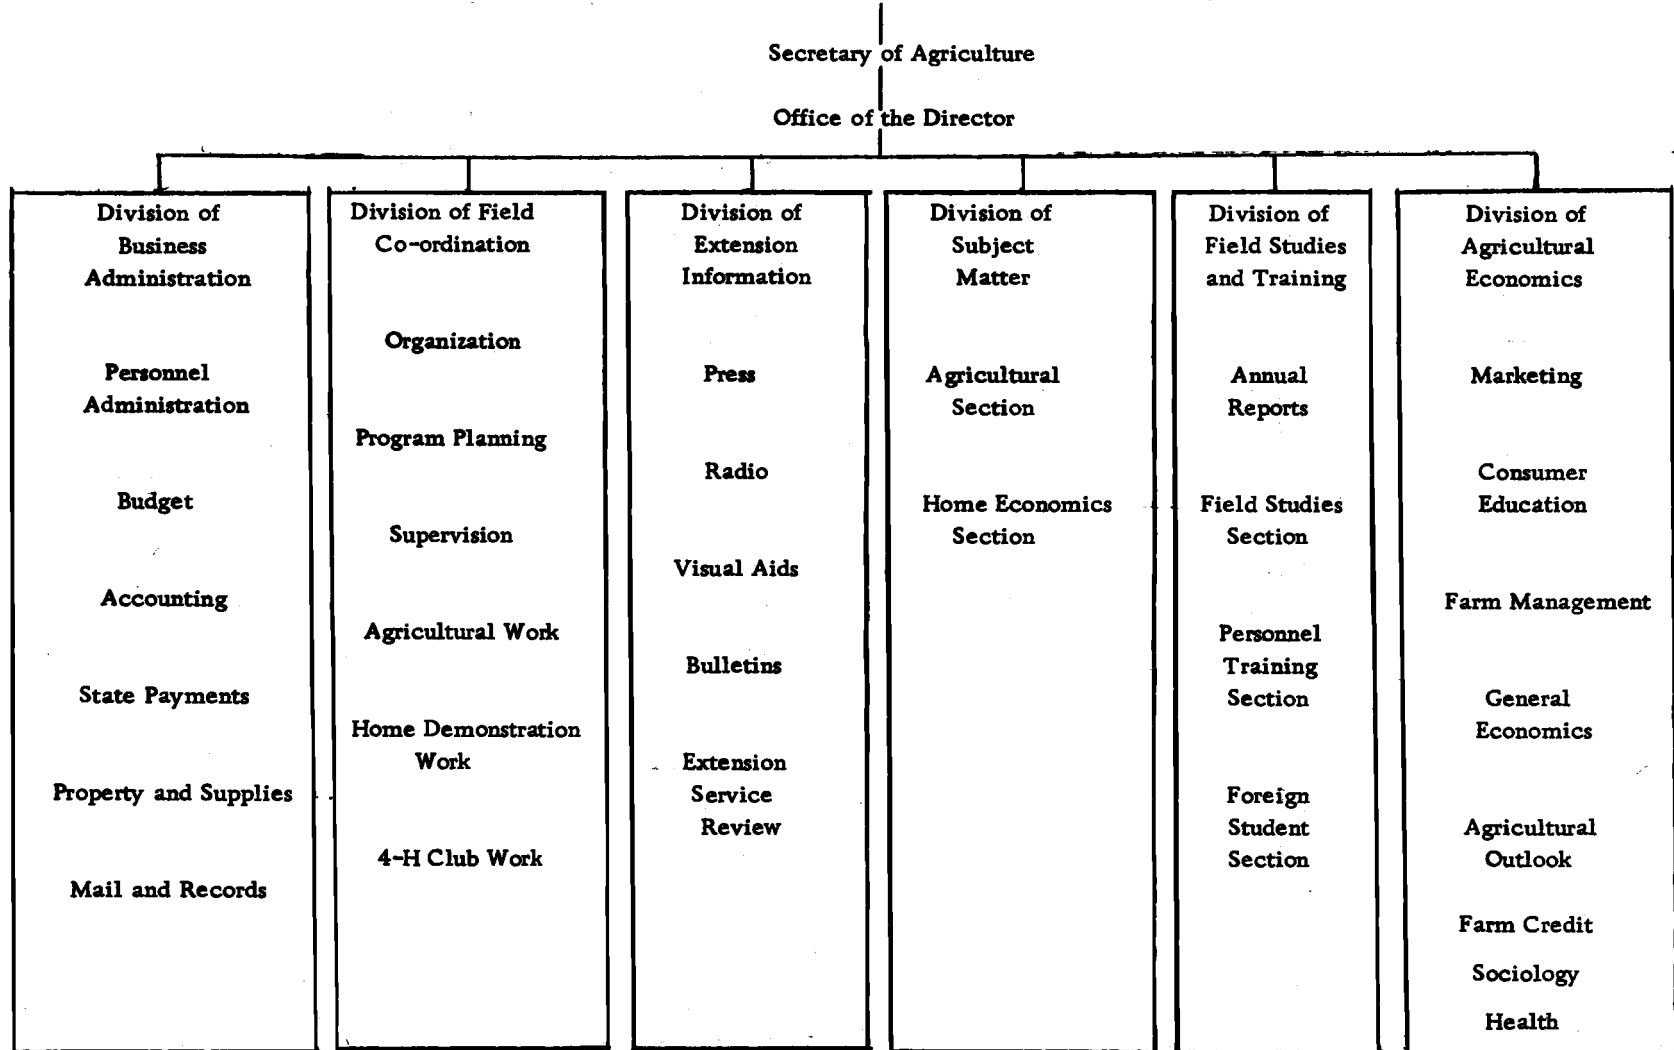 Secretary of Agriculture
Office of the Director
Division of
Business
Administration
Personnel
Administration
Budget
Accounting
State Payments
Property and Supplies
Mail and Records
Division of Field
Co-ordination
Organization
Program Planning
Supervision
Agricultural Work
Home Demonstration
Work
4-H Club Work
Division of
Extension
Information
Press
Radio
Visual Aids
Bulletins
Extension
Service
Review
Division of
Subject
Matter
Agricultural
Section
Home Economics
Section
Division of
Field Studies
and Training
Annual
Reports
Field Studies
Section
Personnel
Training
Section
Foreign
Student
Section
Division of
Agricultural
Economics
Marketing
Consumer
Education
Farm Management
General
Economics
Agricultural
Outlook
Farm Credit
Sociology
Health